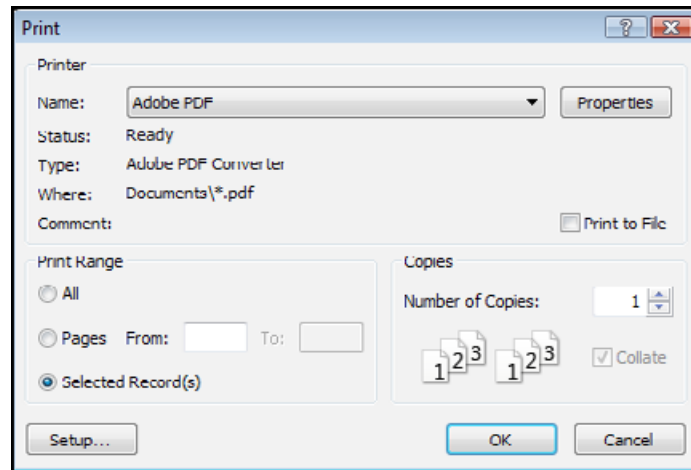 Print
Printer
Name: Adobe PDF Properties
Status: Ready
Type: Adobe PDF Converter
Where: Documents\*.pdf
Comment: Print to File
Print Range
All
Pages From: To:
Selected Record(s)
Copies
Number of Copies: 1
1 2 3 1 2 3 Collate
Setup... OK Cancel